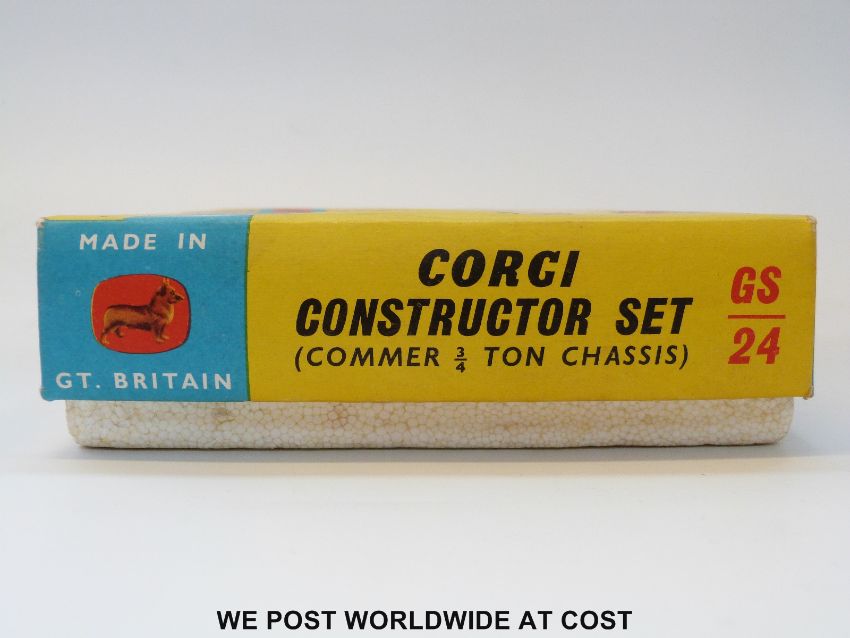 MADE IN
GT. BRITAIN
CORGI
CONSTRUCTOR SET
(COMMER ¾ TON CHASSIS)
GS
24
WE POST WORLDWIDE AT COST